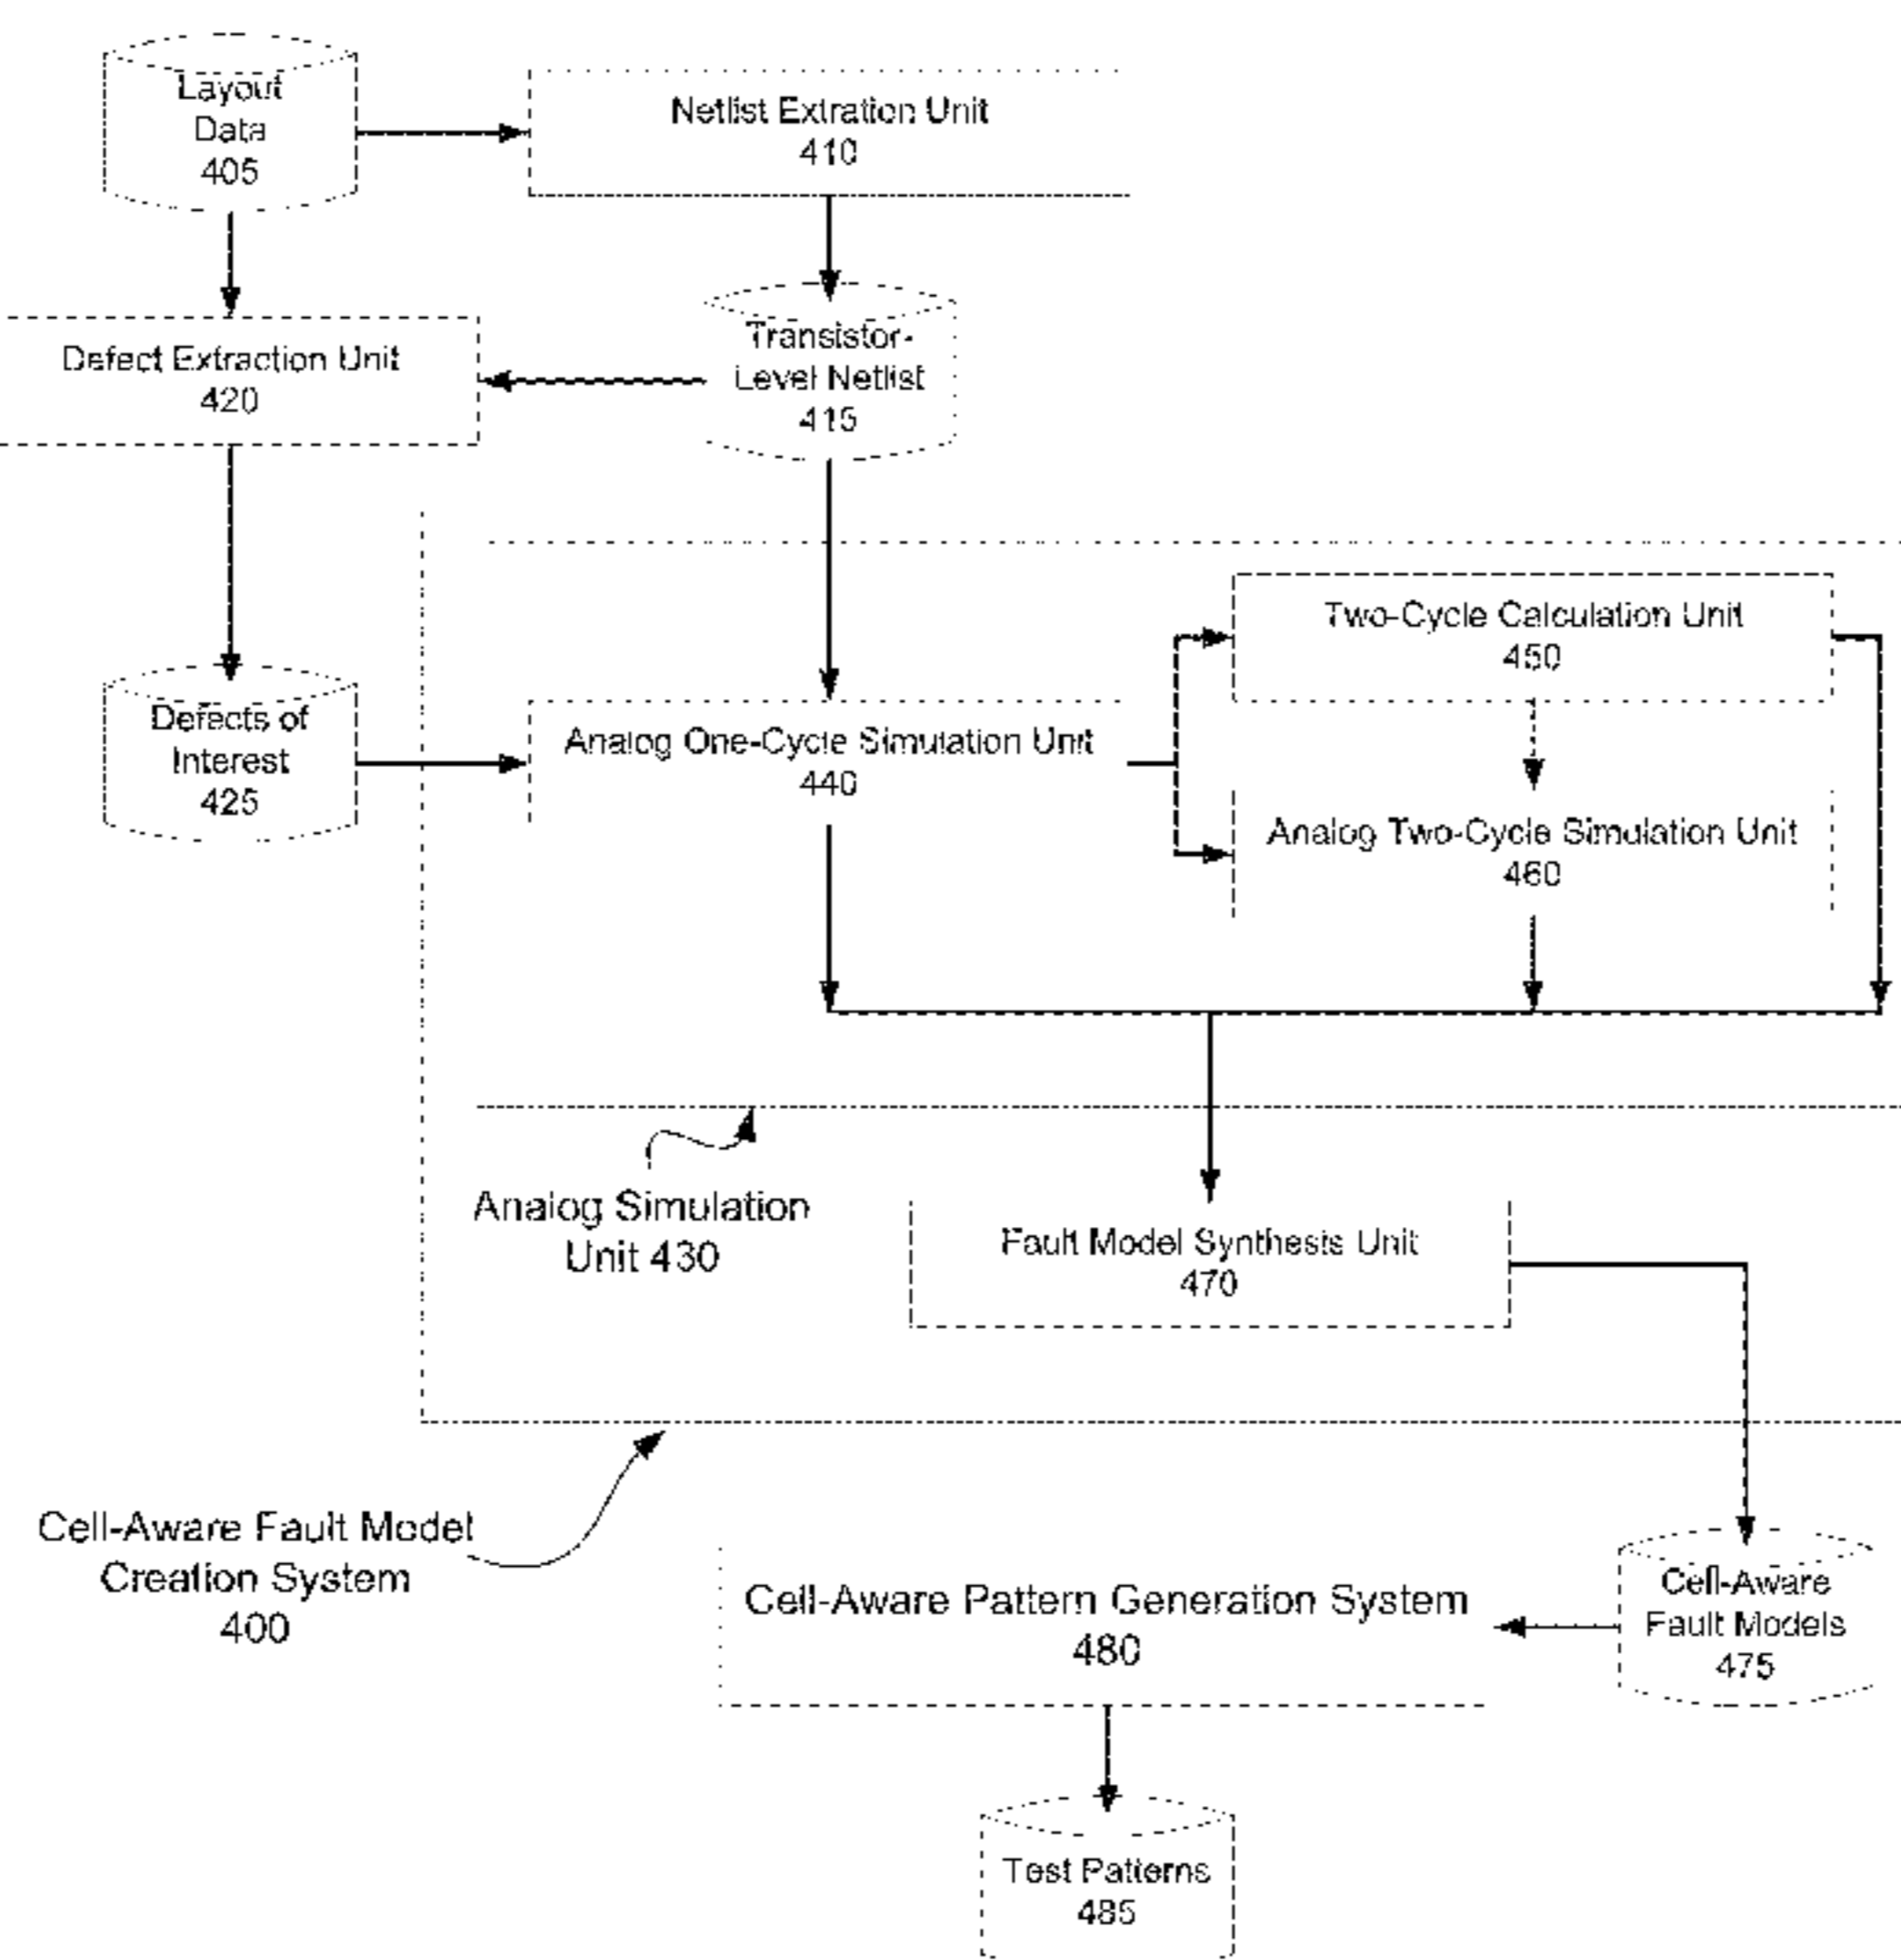 Layout
Data
405
Netlist Extration Unit
410
Transistor-
Level Netlist
415
Defect Extraction Unit
420
Two-Cycle Calculation Unit
450
Defects of
Interest
425
Analog One-Cycle Simulation Unit
440
Analog Two-Cycle Simulation Unit
460
Analog Simulation
Unit 430
Fault Model Synthesis Unit
470
Cell-Aware Fault Model
Creation System
400
Cell-Aware Pattern Generation System
480
Cell-Aware
Fault Models
475
Test Patterns
485